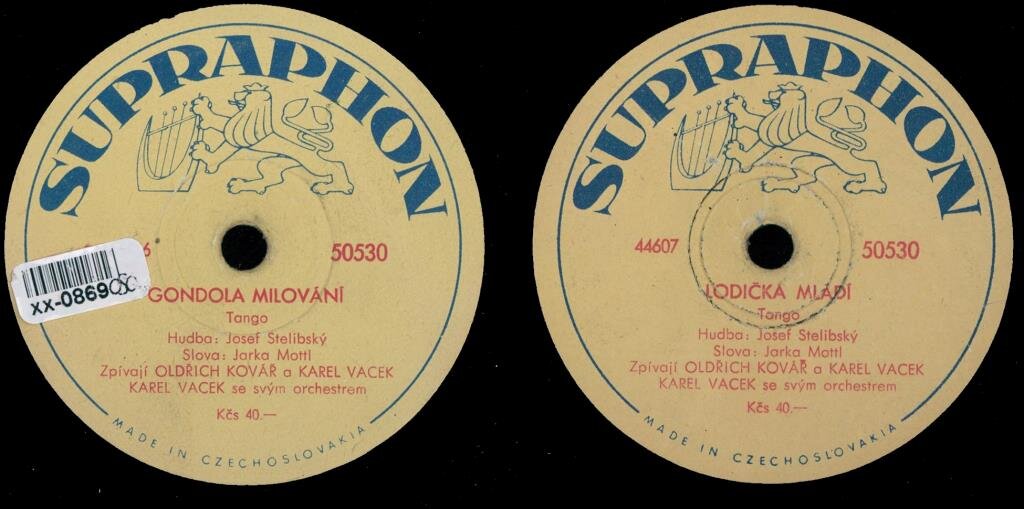 SUPRAPHON
6 50530
xx-0869
GONDOLA MILOVÁNÍ
Tango
Hudba: Josef Stelibský
Slova: Jarka Mottl
Zpívají OLDŘICH KOVÁŘ a KAREL VACEK
KAREL VACEK se svým orchestrem
Kčs 40.—
MADE IN CZECHOSLOVAKIA
SUPRAPHON
44607 50530
LODIČKA MLÁDÍ
Tango
Hudba: Josef Stelibský
Slova: Jarka Mottl
Zpívají OLDŘICH KOVÁŘ a KAREL VACEK
KAREL VACEK se svým orchestrem
Kčs 40.—
MADE IN CZECHOSLOVAKIA